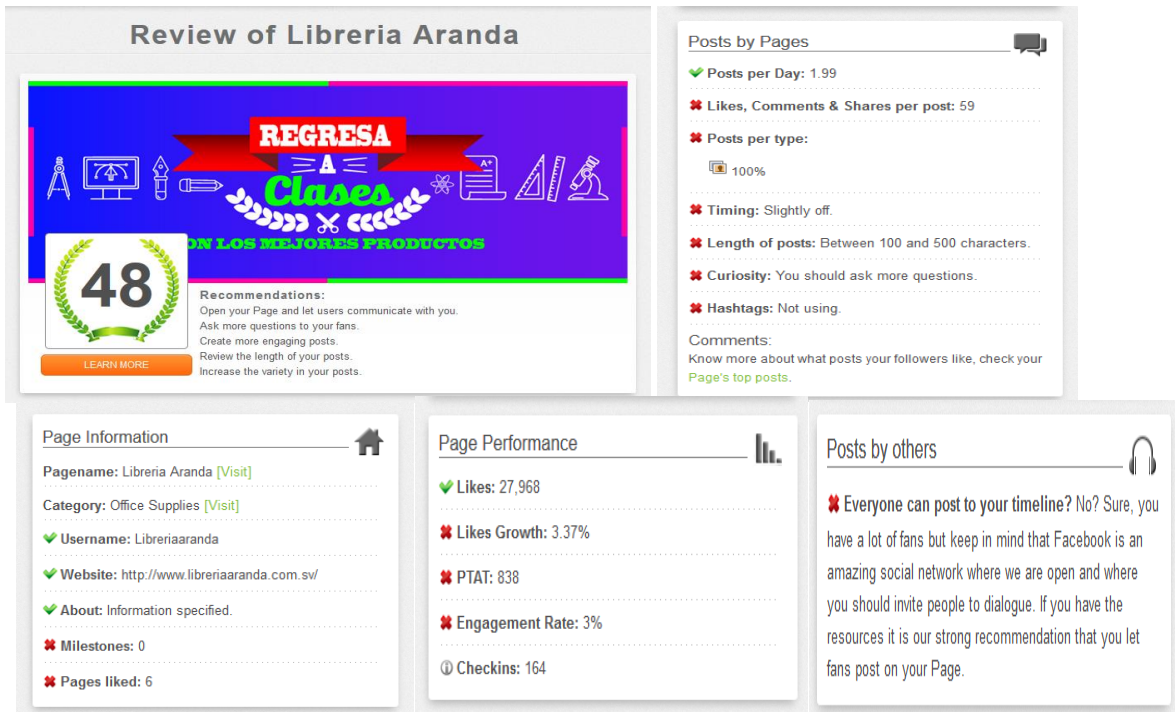 Review of Libreria Aranda
REGRESA
A
Clases
ON LOS MEJORES PRODUCTOS
A+
48
LEARN MORE
Recommendations:
Open your Page and let users communicate with you.
Ask more questions to your fans.
Create more engaging posts.
Review the length of your posts.
Increase the variety in your posts.
Posts by Pages
Posts per Day: 1.99
Likes, Comments & Shares per post: 59
Posts per type:
100%
Timing: Slightly off.
Length of posts: Between 100 and 500 characters.
Curiosity: You should ask more questions.
Hashtags: Not using.
Comments:
Know more about what posts your followers like, check your
Page's top posts.
Page Information
Pagename: Libreria Aranda [Visit]
Category: Office Supplies [Visit]
Username: Libreriaaranda
Website: http://www.libreriaaranda.com.sv/
About: Information specified.
Milestones: 0
Pages liked: 6
Page Performance
Likes: 27,968
Likes Growth: 3.37%
PTAT: 838
Engagement Rate: 3%
Checkins: 164
Posts by others
Everyone can post to your timeline? No? Sure, you
have a lot of fans but keep in mind that Facebook is an
amazing social network where we are open and where
you should invite people to dialogue. If you have the
resources it is our strong recommendation that you let
fans post on your Page.